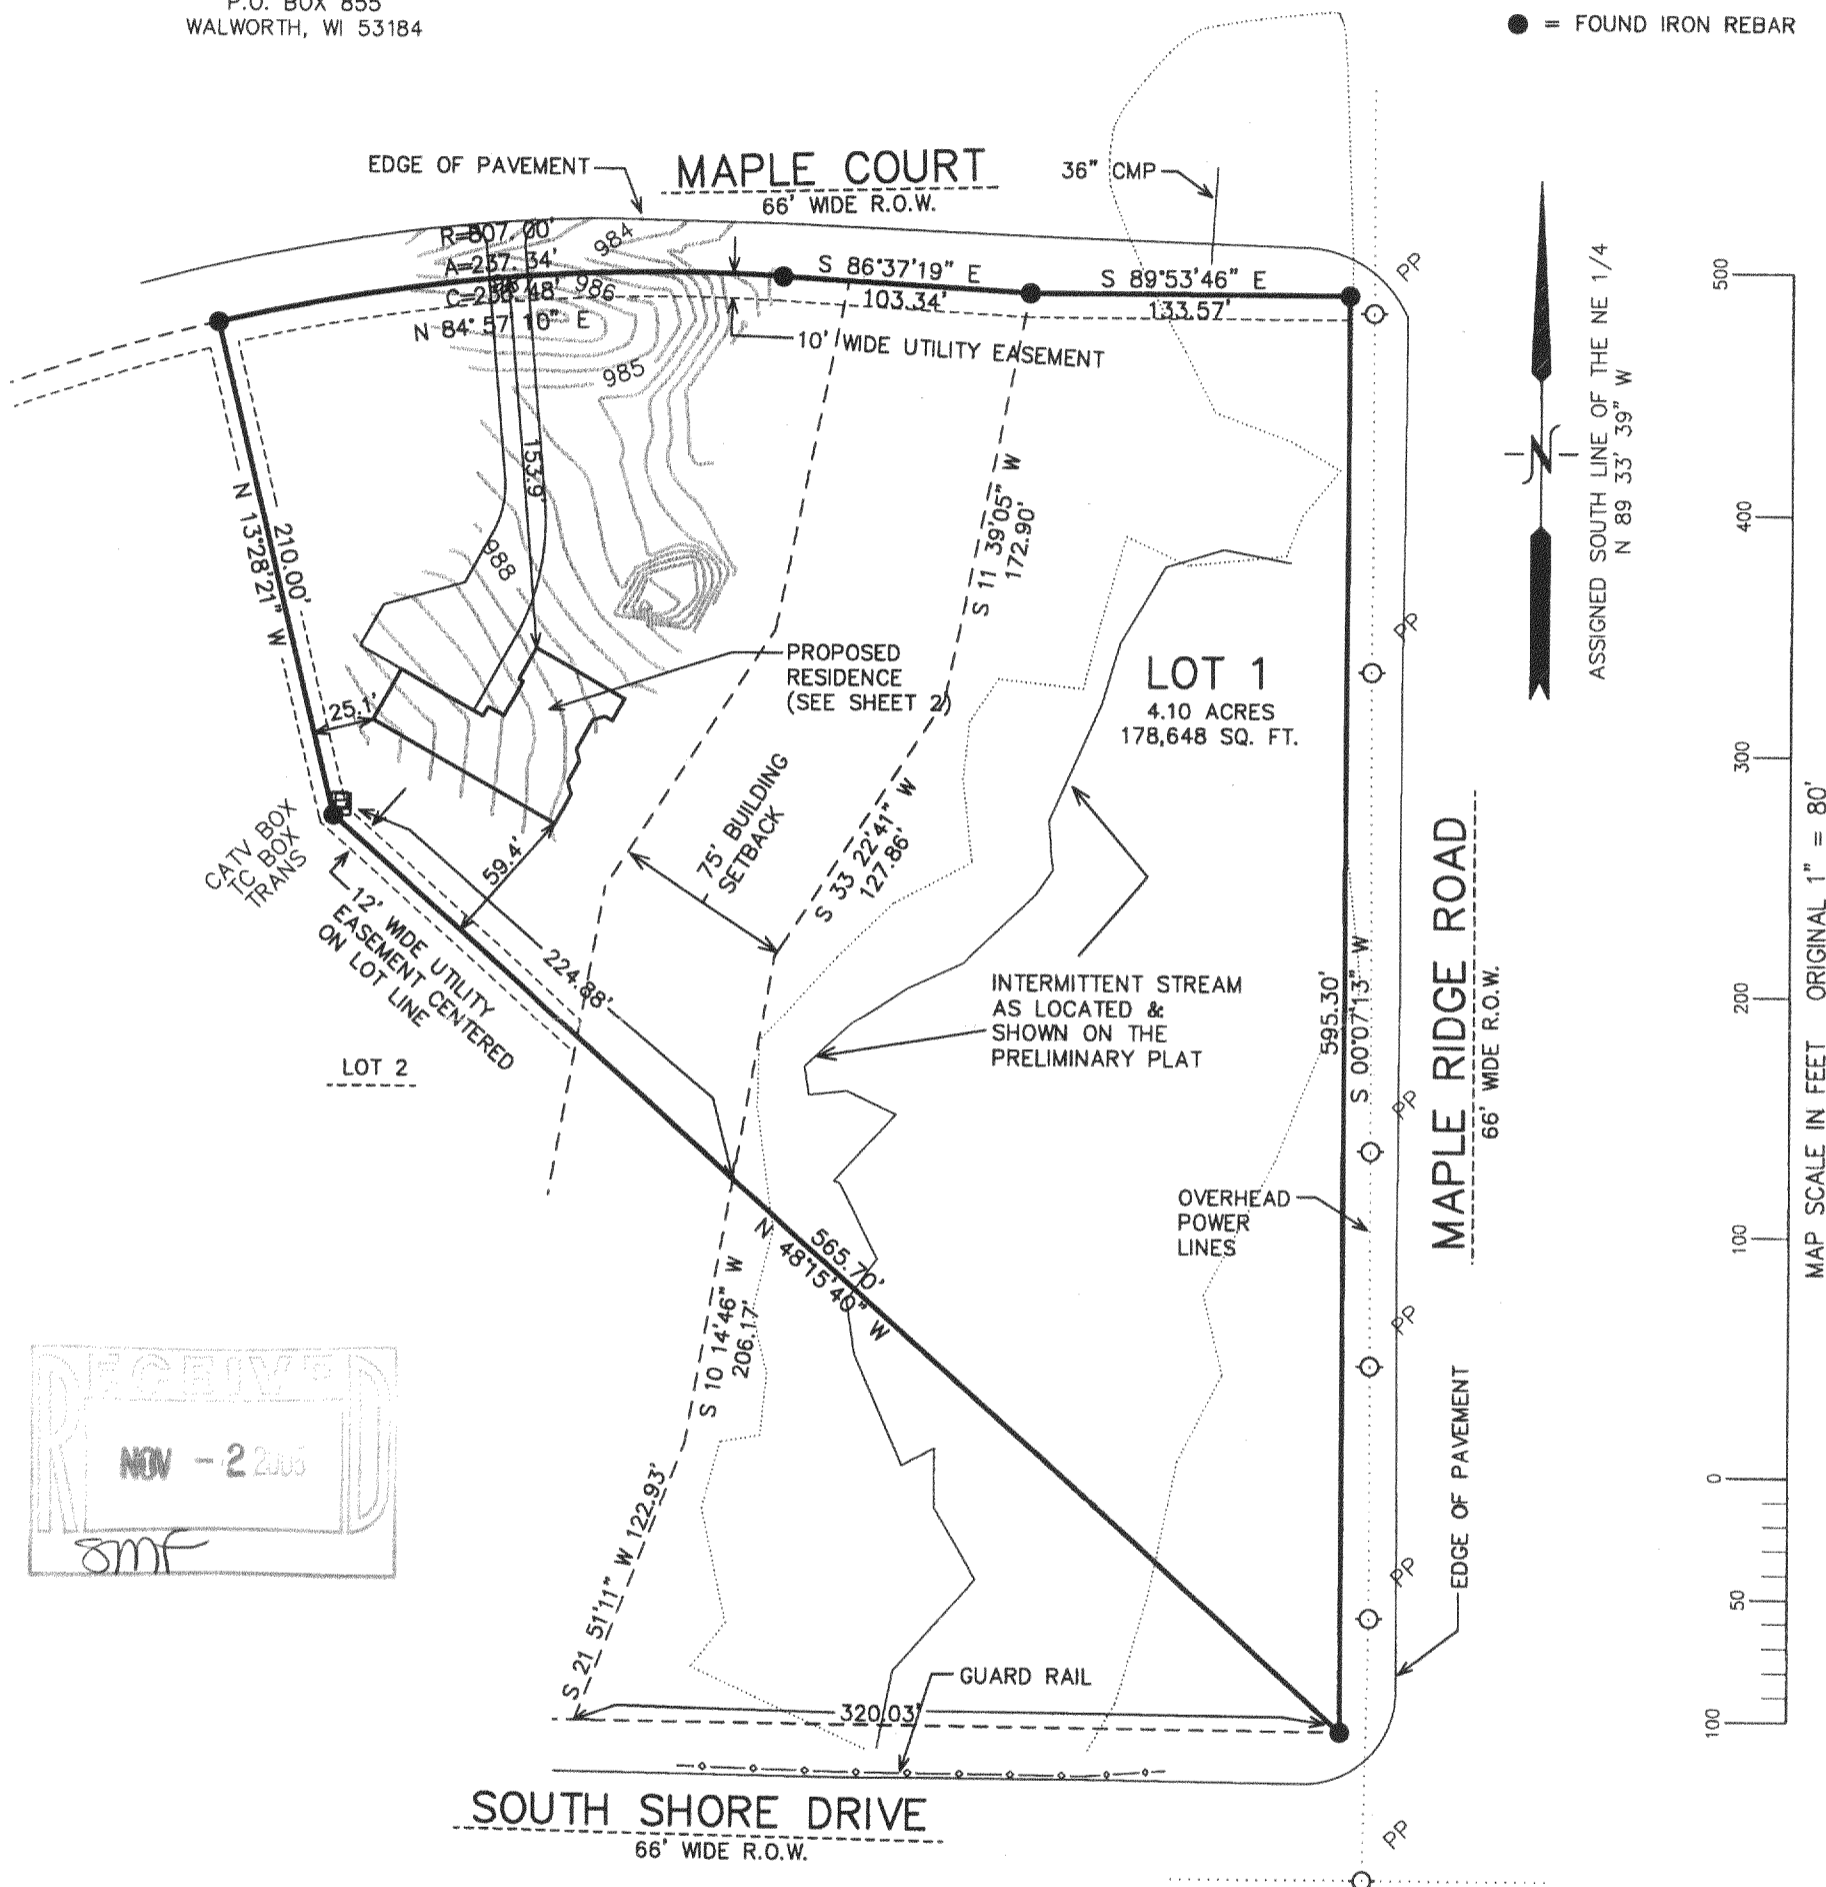 P.O. BOX 855
WALWORTH, WI 53184
● = FOUND IRON REBAR
EDGE OF PAVEMENT
MAPLE COURT
66' WIDE R.O.W.
36" CMP
R=807.00'
A=237.34'
C=236.48'
N 84° 57' 10" E
984
986
985
S 86°37'19" E
103.34'
S 89°53'46" E
133.57'
10' WIDE UTILITY EASEMENT
PP
N 13°28'21" W
210.00'
153.9'
988
S 11 39'05" W
172.90'
PROPOSED
RESIDENCE
(SEE SHEET 2)
LOT 1
4.10 ACRES
178,648 SQ. FT.
PP
25.1'
CATV BOX
TC BOX
TRANS
59.4'
75' BUILDING
SETBACK
S 33 22'41" W
127.86'
12' WIDE UTILITY
EASEMENT CENTERED
ON LOT LINE
224.88'
LOT 2
INTERMITTENT STREAM
AS LOCATED &
SHOWN ON THE
PRELIMINARY PLAT
595.30'
S 00°07'13" W
MAPLE RIDGE ROAD
66' WIDE R.O.W.
PP
OVERHEAD
POWER
LINES
565.70'
N 48°15'40" W
S 10 14'46" W
206.17'
PP
S 21 51'11" W 122.93'
EDGE OF PAVEMENT
PP
GUARD RAIL
320.03'
SOUTH SHORE DRIVE
66' WIDE R.O.W.
PP
RECEIVED
NOV - 2 2005
SMF
N
ASSIGNED SOUTH LINE OF THE NE 1/4
N 89 33' 39" W
500
400
300
200
100
0
50
100
MAP SCALE IN FEET ORIGINAL 1" = 80'